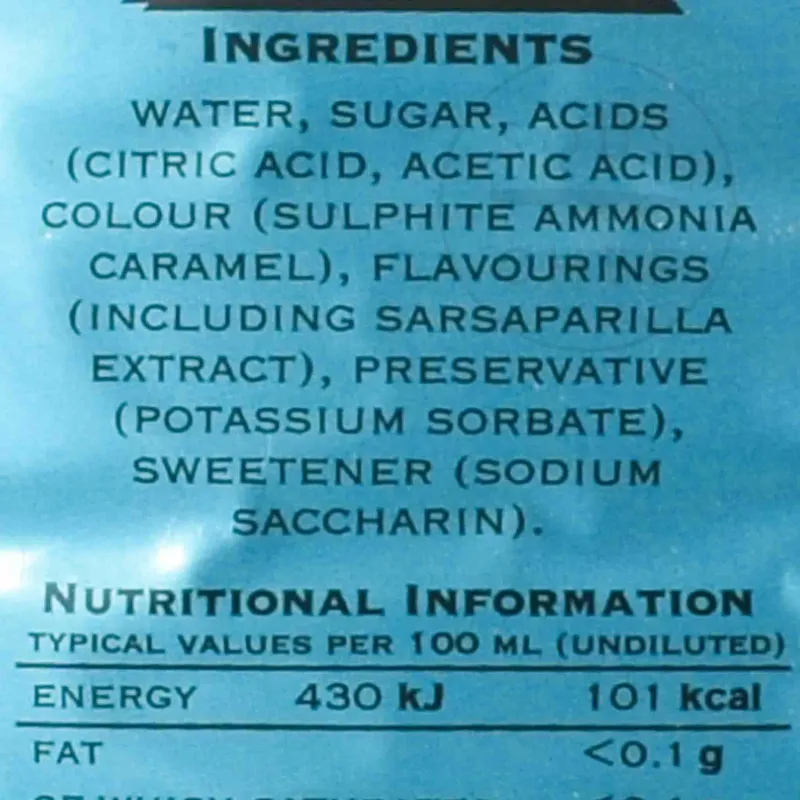 INGREDIENTS
WATER, SUGAR, ACIDS
(CITRIC ACID, ACETIC ACID),
COLOUR (SULPHITE AMMONIA
CARAMEL), FLAVOURINGS
(INCLUDING SARSAPARILLA
EXTRACT), PRESERVATIVE
(POTASSIUM SORBATE),
SWEETENER (SODIUM
SACCHARIN).
NUTRITIONAL INFORMATION
TYPICAL VALUES PER 100 ML (UNDILUTED)
ENERGY 430 kJ 101 kcal
FAT <0.1 g